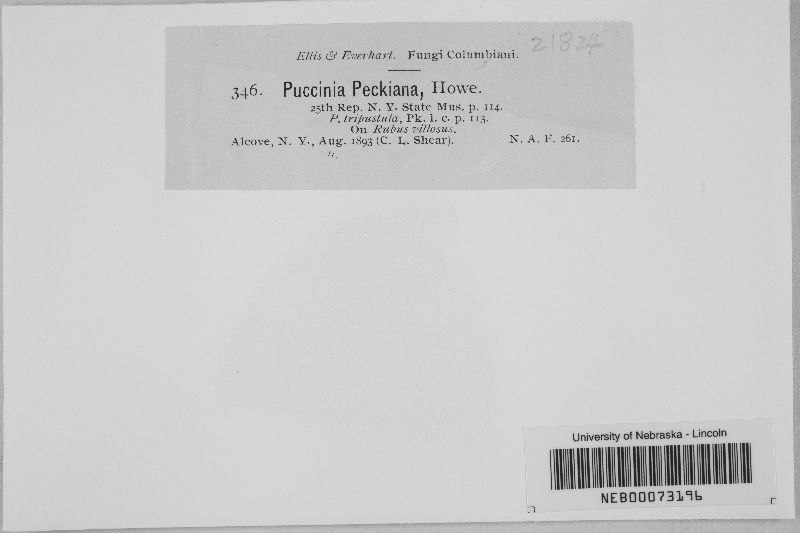 Ellis & Everhart. Fungi Columbiani. 21824
346. Puccinia Peckiana, Howe.
25th Rep. N. Y. State Mus. p. 114.
P. tripustula, Pk. l. c. p. 113.
On Rubus villosus.
Alcove, N. Y., Aug. 1893 (C. L. Shear). N. A. F. 261.
University of Nebraska - Lincoln
NEB00073196